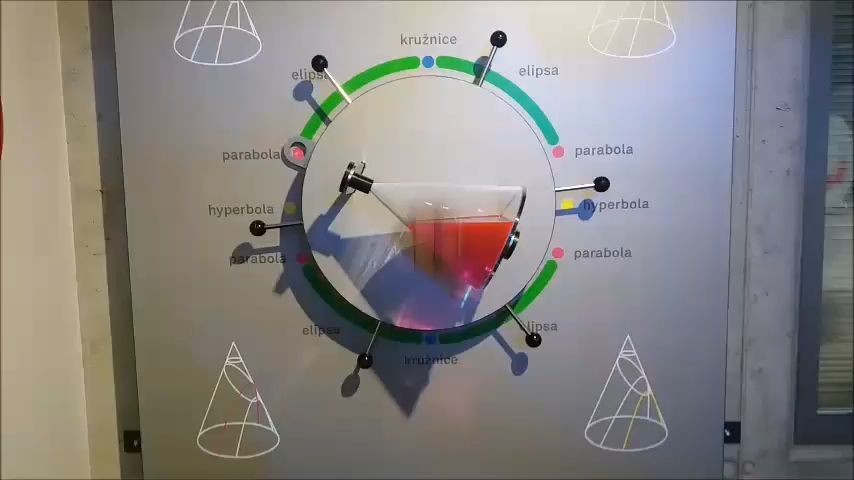 kružnice
elipsa
elipsa
parabola
parabola
hyperbola
hyperbola
parabola
parabola
elipsa
elipsa
kružnice